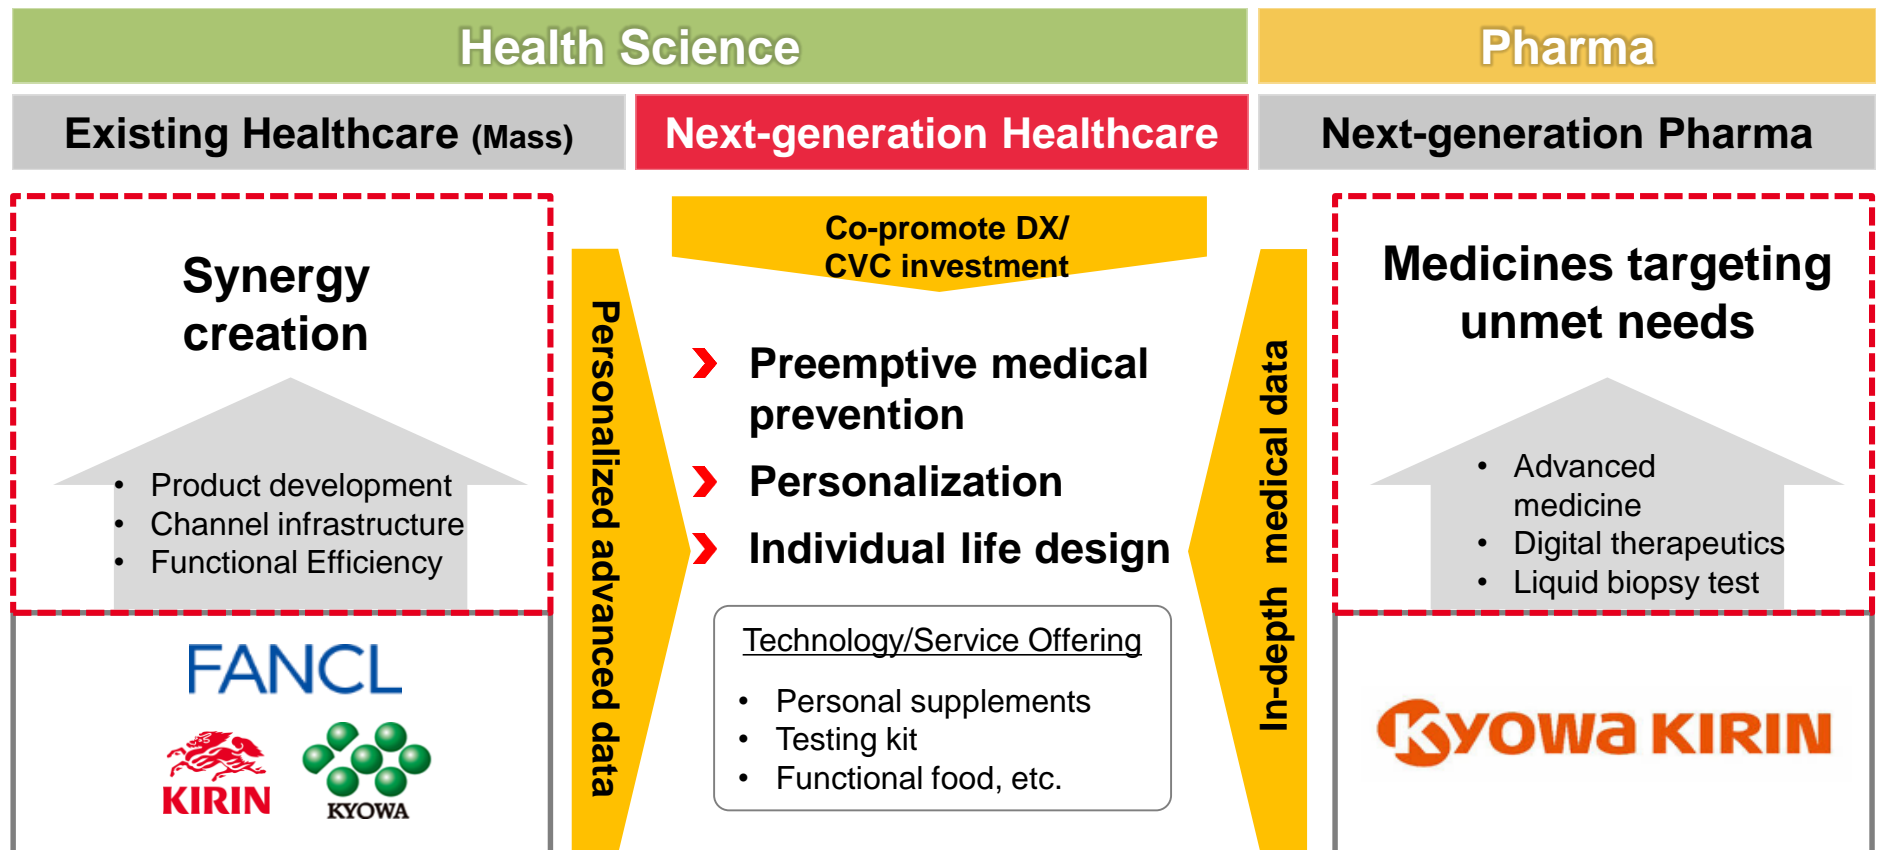 Health Science
Pharma
Existing Healthcare (Mass)
Next-generation Healthcare
Next-generation Pharma
Synergy
creation
• Product development
• Channel infrastructure
• Functional Efficiency
FANCL
KIRIN
KYOWA
Personalized advanced data
Co-promote DX/
CVC investment
Preemptive medical
prevention
Personalization
Individual life design
Technology/Service Offering
• Personal supplements
• Testing kit
• Functional food, etc.
In-depth medical data
Medicines targeting
unmet needs
• Advanced
medicine
• Digital therapeutics
• Liquid biopsy test
KYOWA KIRIN